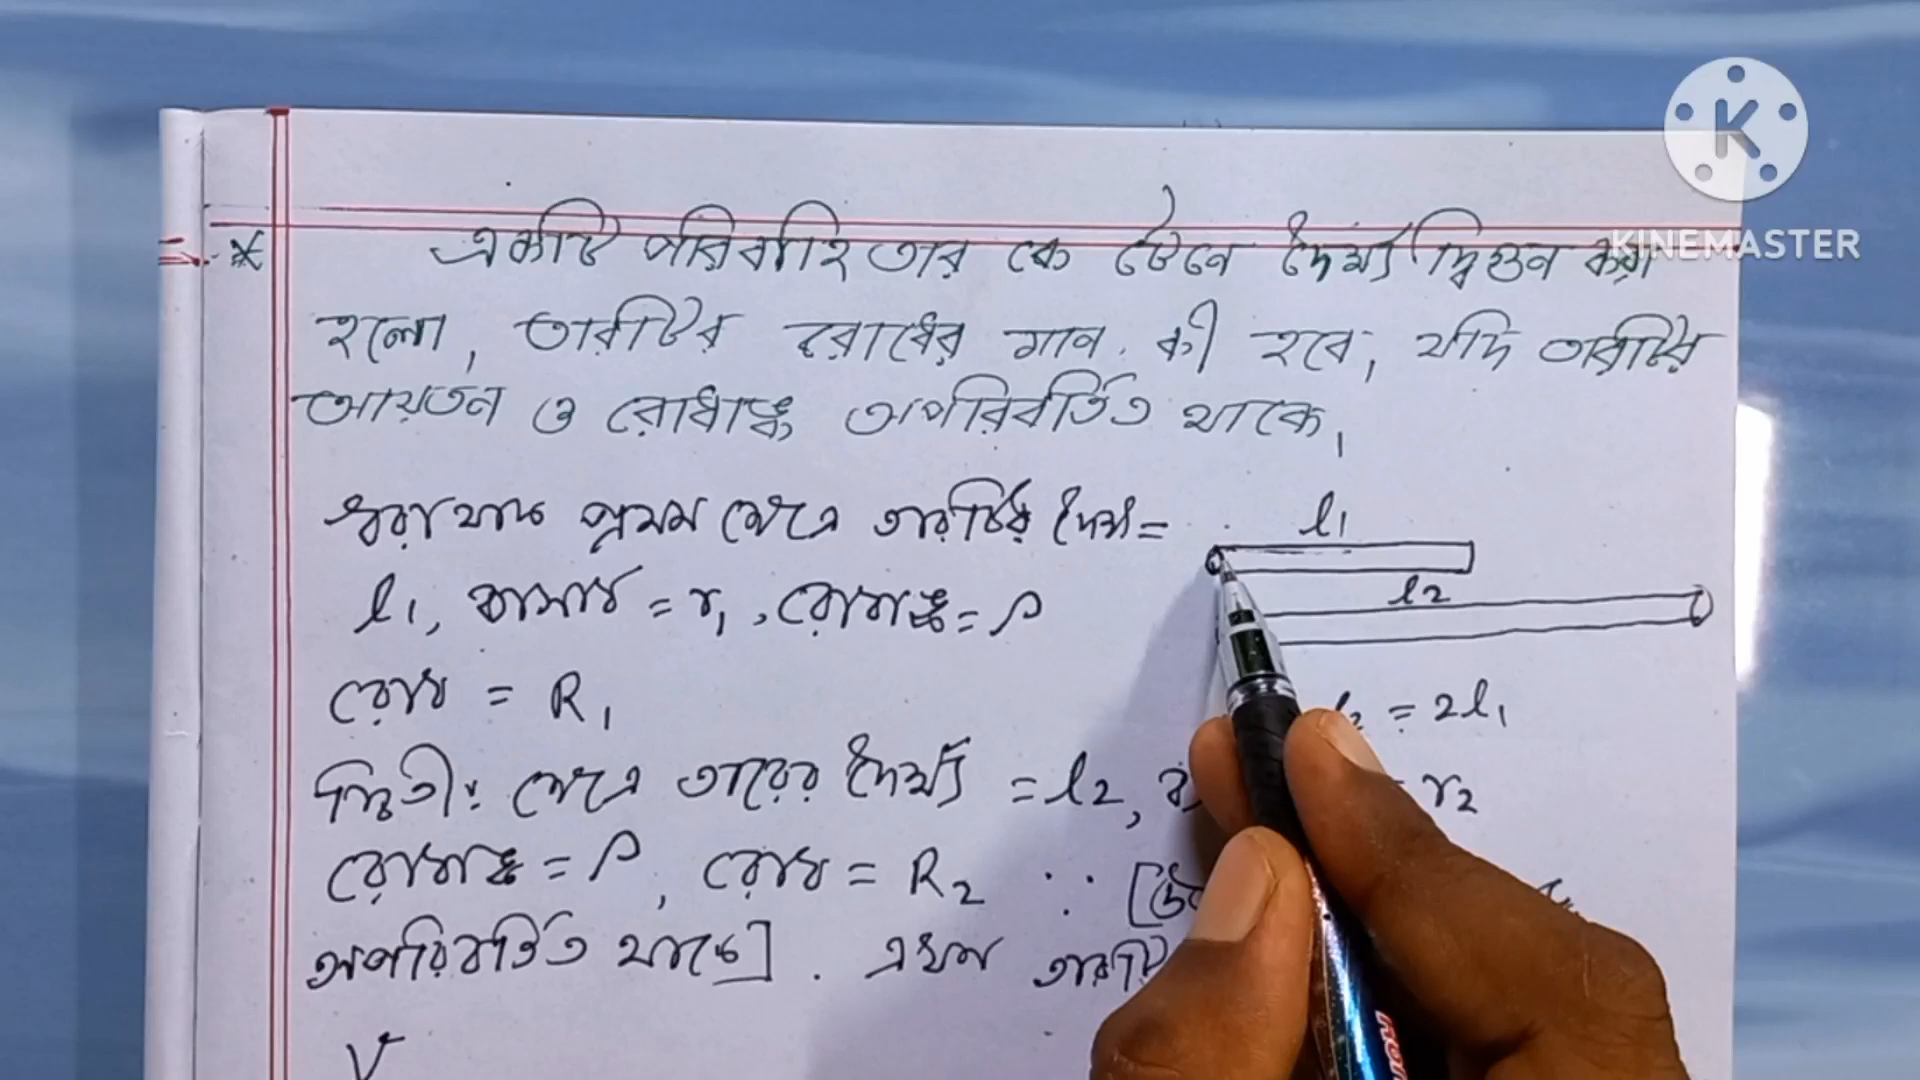 KINEMASTER
* একটি পরিবাহি তার কে টেনে দৈর্ঘ্য দ্বিগুন করা
হলো, তারটির রোধের মান কী হবে, যদি তারটির
আয়তন ও রোধাঙ্ক অপরিবর্তিত থাকে,
ধরা যাক প্রথম ক্ষেত্রে তারটির দৈর্ঘ্য =
l1
l1, ব্যাসার্ধ = r1, রোধাঙ্ক = ρ
l2
রোধ = R1
= 2l1
ক্ষেত্রে তারের দৈর্ঘ্য = l2, = r2
রোধাঙ্ক = ρ, রোধ = R2 ∵ [
অপরিবর্তিত থাকে]. এখন
V